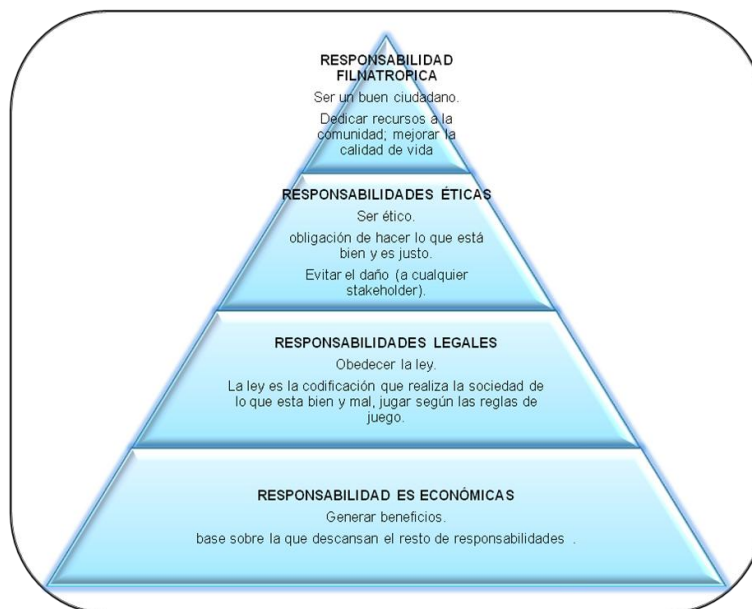 RESPONSABILIDAD
FILNATROPICA
Ser un buen ciudadano.
Dedicar recursos a la
comunidad; mejorar la
calidad de vida
RESPONSABILIDADES ÉTICAS
Ser ético.
obligación de hacer lo que está
bien y es justo.
Evitar el daño (a cualquier
stakeholder).
RESPONSABILIDADES LEGALES
Obedecer la ley.
La ley es la codificación que realiza la sociedad de
lo que esta bien y mal, jugar según las reglas de
juego.
RESPONSABILIDAD ES ECONÓMICAS
Generar beneficios.
base sobre la que descansan el resto de responsabilidades .